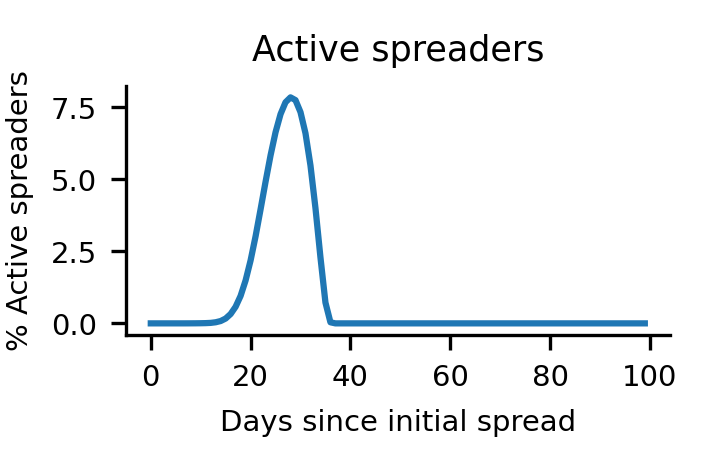 Active spreaders
% Active spreaders
7.5
5.0
2.5
0.0
0 20 40 60 80 100
Days since initial spread